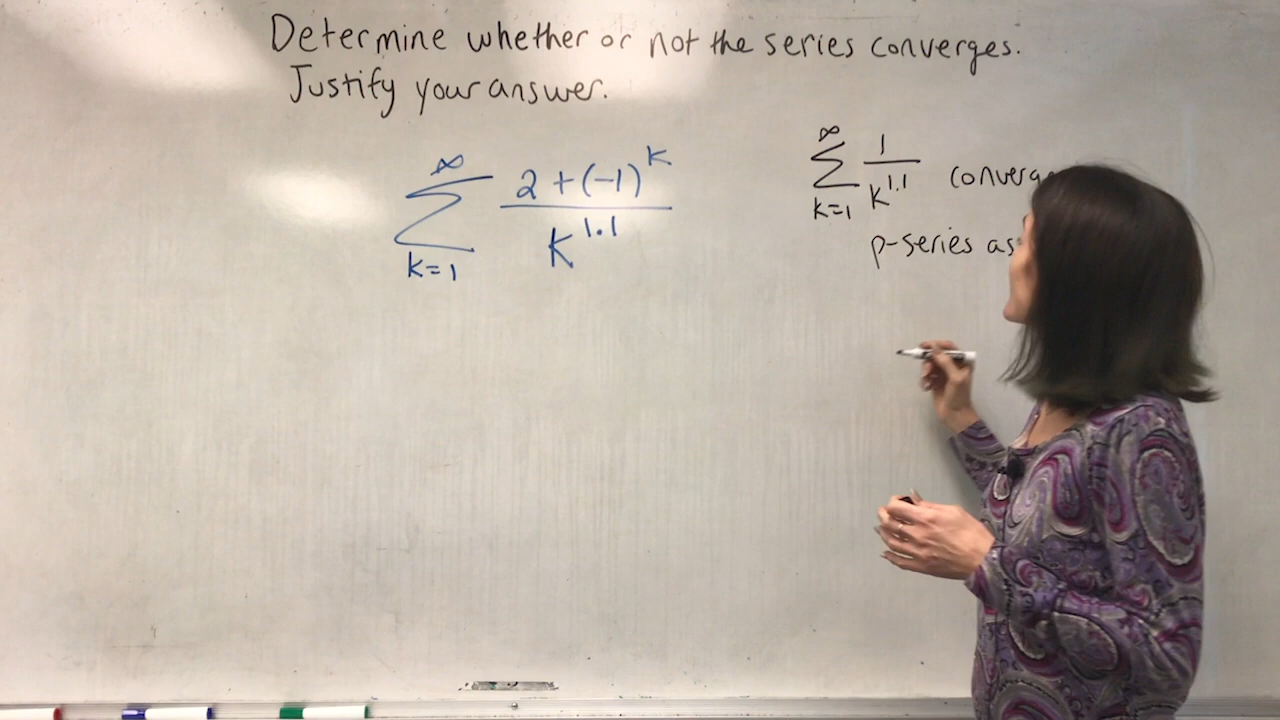 Determine whether or not the series converges.
Justify your answer.
∞ ∑ k=1 2+(-1)^k / k^1.1
∞ ∑ k=1 1 / k^1.1
p-series